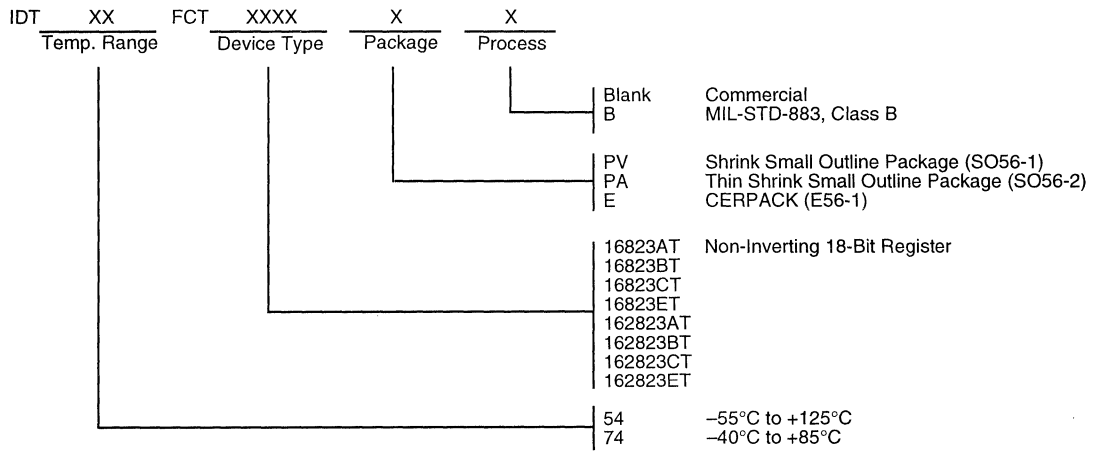 IDT XX FCT XXXX X X
Temp. Range Device Type Package Process
Blank Commercial
B MIL-STD-883, Class B
PV Shrink Small Outline Package (SO56-1)
PA Thin Shrink Small Outline Package (SO56-2)
E CERPACK (E56-1)
16823AT Non-Inverting 18-Bit Register
16823BT
16823CT
16823ET
162823AT
162823BT
162823CT
162823ET
54 –55°C to +125°C
74 –40°C to +85°C